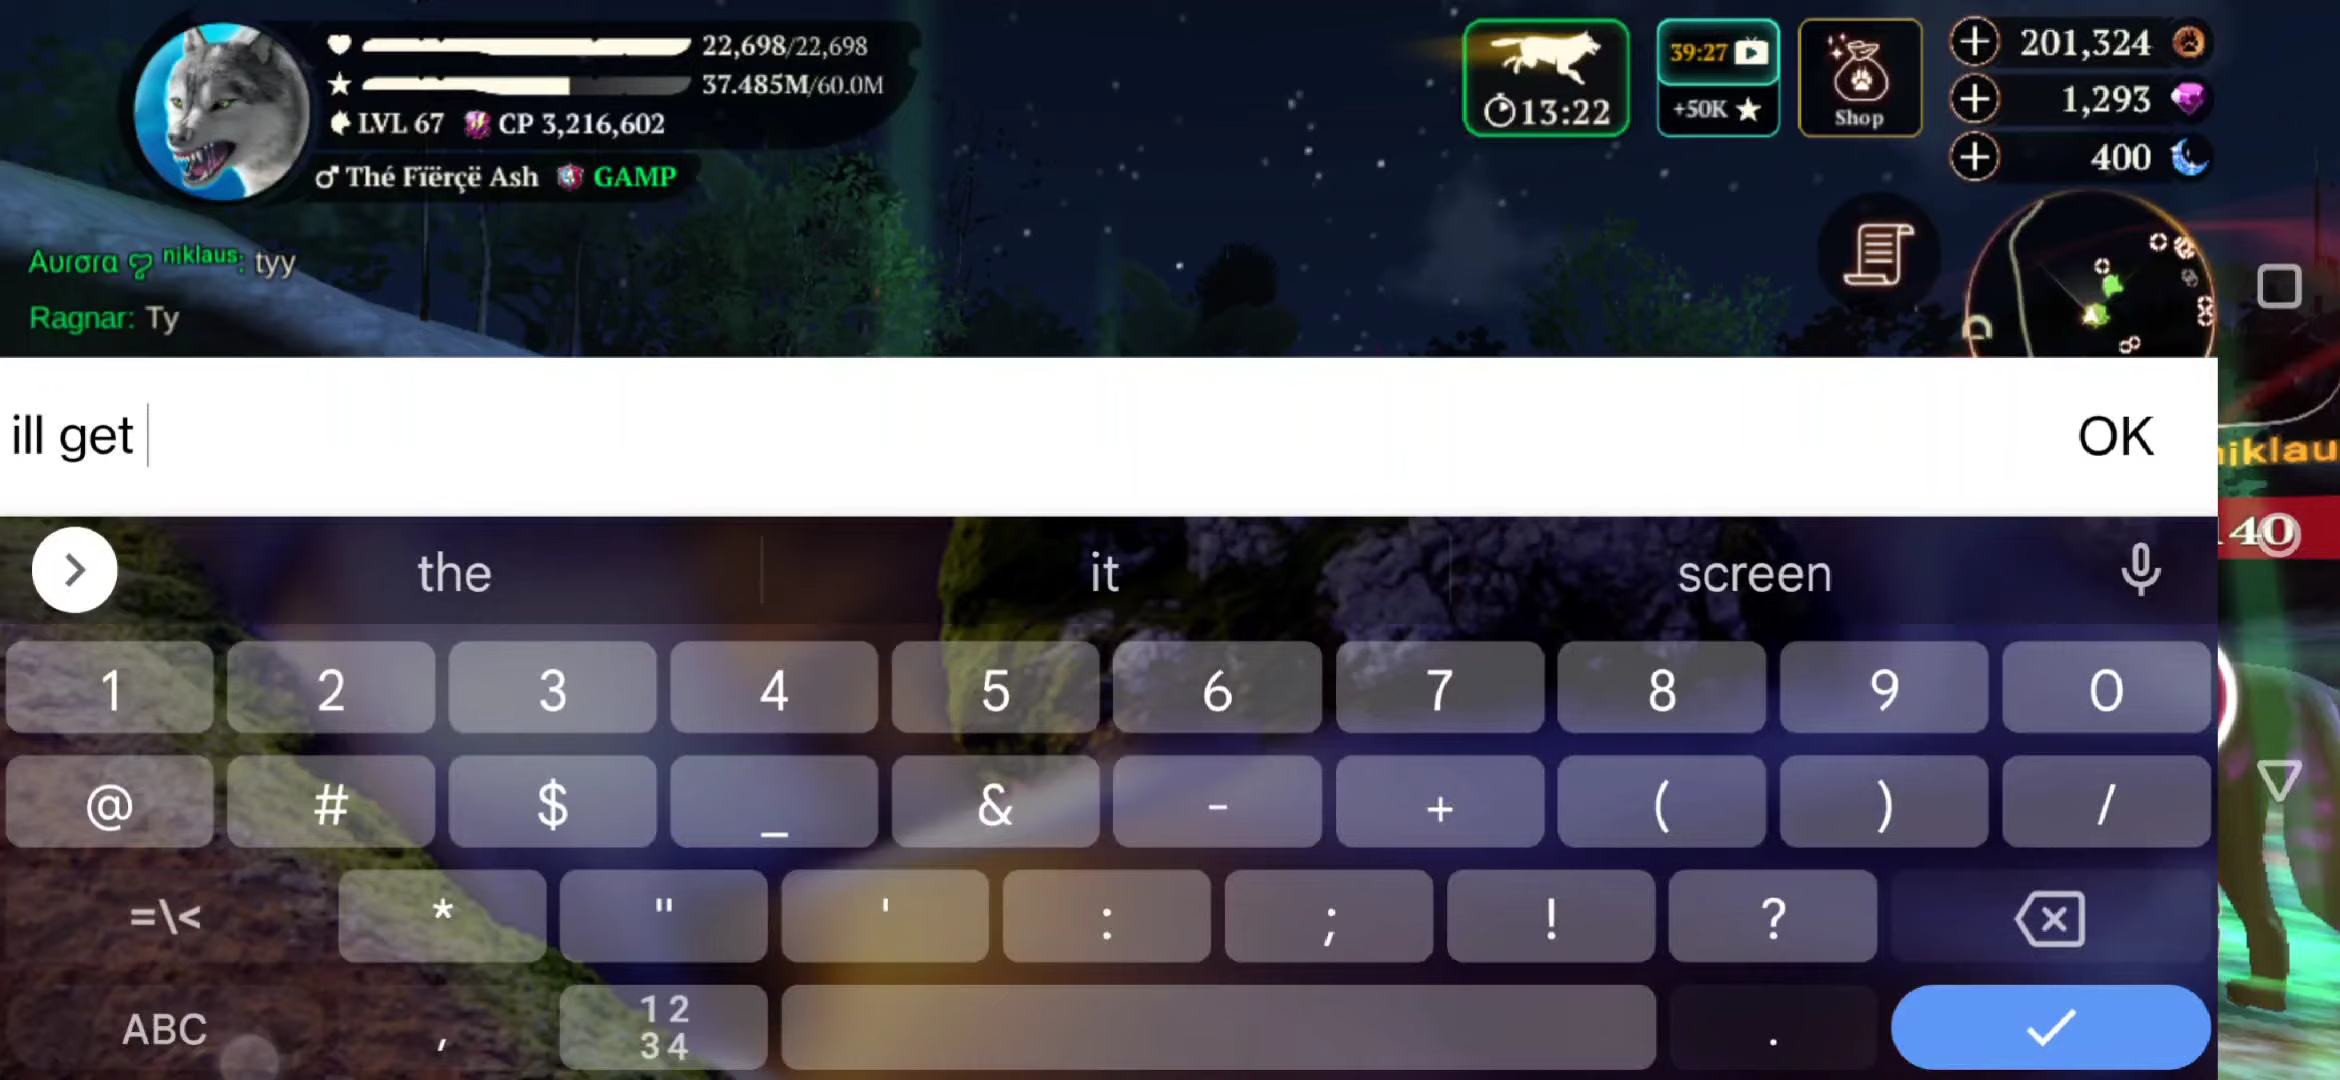 22,698/22,698
37.485M/60.0M
LVL 67 CP 3,216,602
Thé Fïërçë Ash GAMP
13:22
39:27
+50K
Shop
201,324
1,293
400
Aurora niklaus: tyy
Ragnar: Ty
ill get
OK
niklau
140
the it screen
1 2 3 4 5 6 7 8 9 0
@ # $ _ & - + ( ) /
=\< * " ' : ; ! ?
ABC , 12 34 .